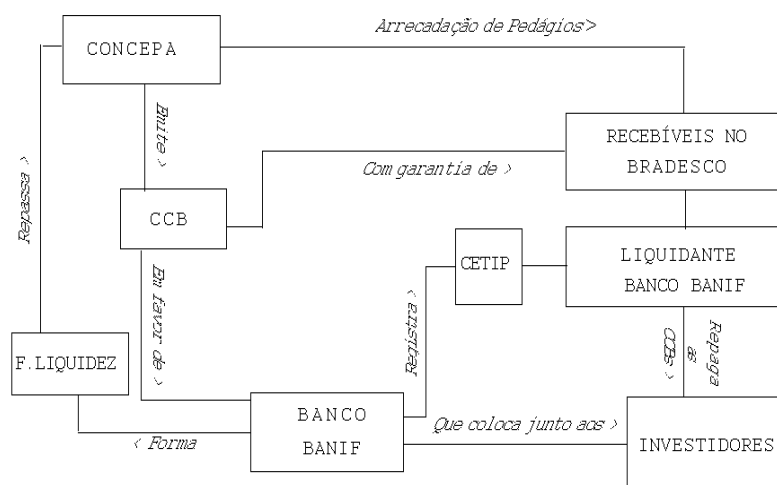 Arrecadação de Pedágios>
CONCEPA
Emite >
Repassa >
RECEBÍVEIS NO
BRADESCO
Com garantia de >
CCB
CETIP
LIQUIDANTE
BANCO BANIF
Em favor de >
Registra >
Repaga
as
CCBs >
F.LIQUIDEZ
BANCO
BANIF
< Forma
Que coloca junto aos >
INVESTIDORES